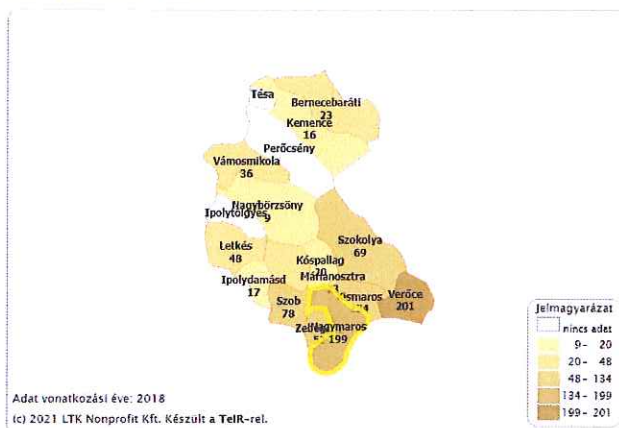 Tésa
Bernecebaráti
23
Kemence
16
Perőcsény
Vámosmikola
36
Nagybörzsöny
9
Ipolytölgyes
Szokolya
69
Letkés
48
Kóspallag
20
Márianosztra
Ipolydamásd
17
Verőce
201
Szob
78
Nagymaros
199
Jelmagyarázat
nincs adat
9 - 20
20 - 48
48 - 134
134 - 199
199 - 201
Adat vonatkozási éve: 2018
(c) 2021 LTK Nonprofit Kft. Készült a TeIR-rel.